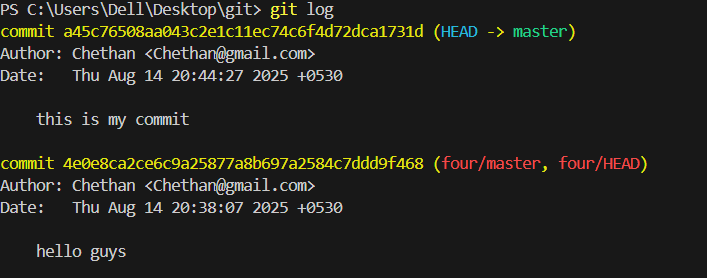 PS C:\Users\Dell\Desktop\git> git log
commit a45c76508aa043c2e1c11ec74c6f4d72dca1731d (HEAD -> master)
Author: Chethan <Chethan@gmail.com>
Date:   Thu Aug 14 20:44:27 2025 +0530
    this is my commit
commit 4e0e8ca2ce6c9a25877a8b697a2584c7ddd9f468 (four/master, four/HEAD)
Author: Chethan <Chethan@gmail.com>
Date:   Thu Aug 14 20:38:07 2025 +0530
    hello guys